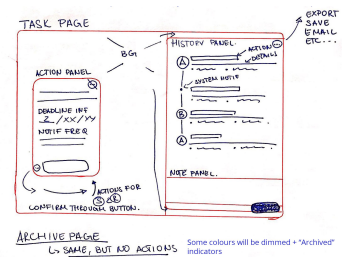 TASK PAGE
EXPORT
SAVE
EMAIL
ETC...
HISTORY PANEL.
BG
ACTION
DETAILS
A
ACTION PANEL
SYSTEM NOTIF
DEADLINE INF
2/XX/YY
NOTIF FREQ
B
A
ACTIONS FOR
S & R
CONFIRM THROUGH BUTTON.
NOTE PANEL.
ARCHIVE PAGE
↳ SAME, BUT NO ACTIONS
Some colours will be dimmed + "Archived"
indicators